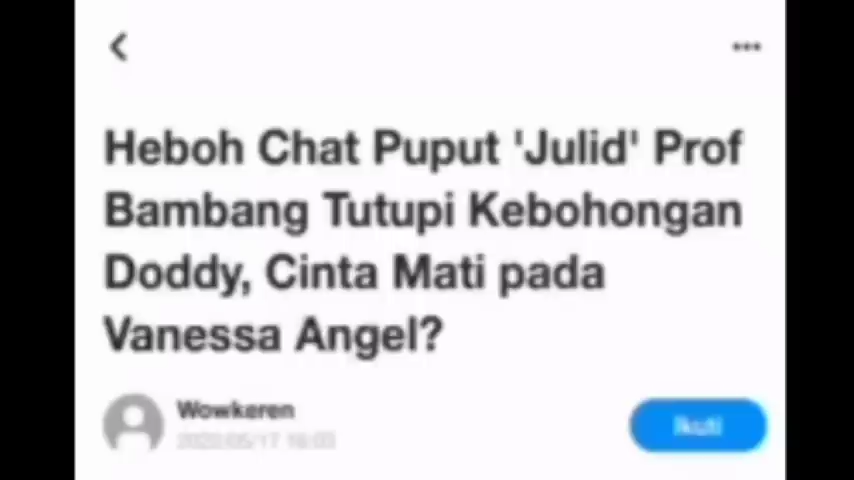 Heboh Chat Puput 'Julid' Prof
Bambang Tutupi Kebohongan
Doddy, Cinta Mati pada
Vanessa Angel?
Wowkeren
Ikuti